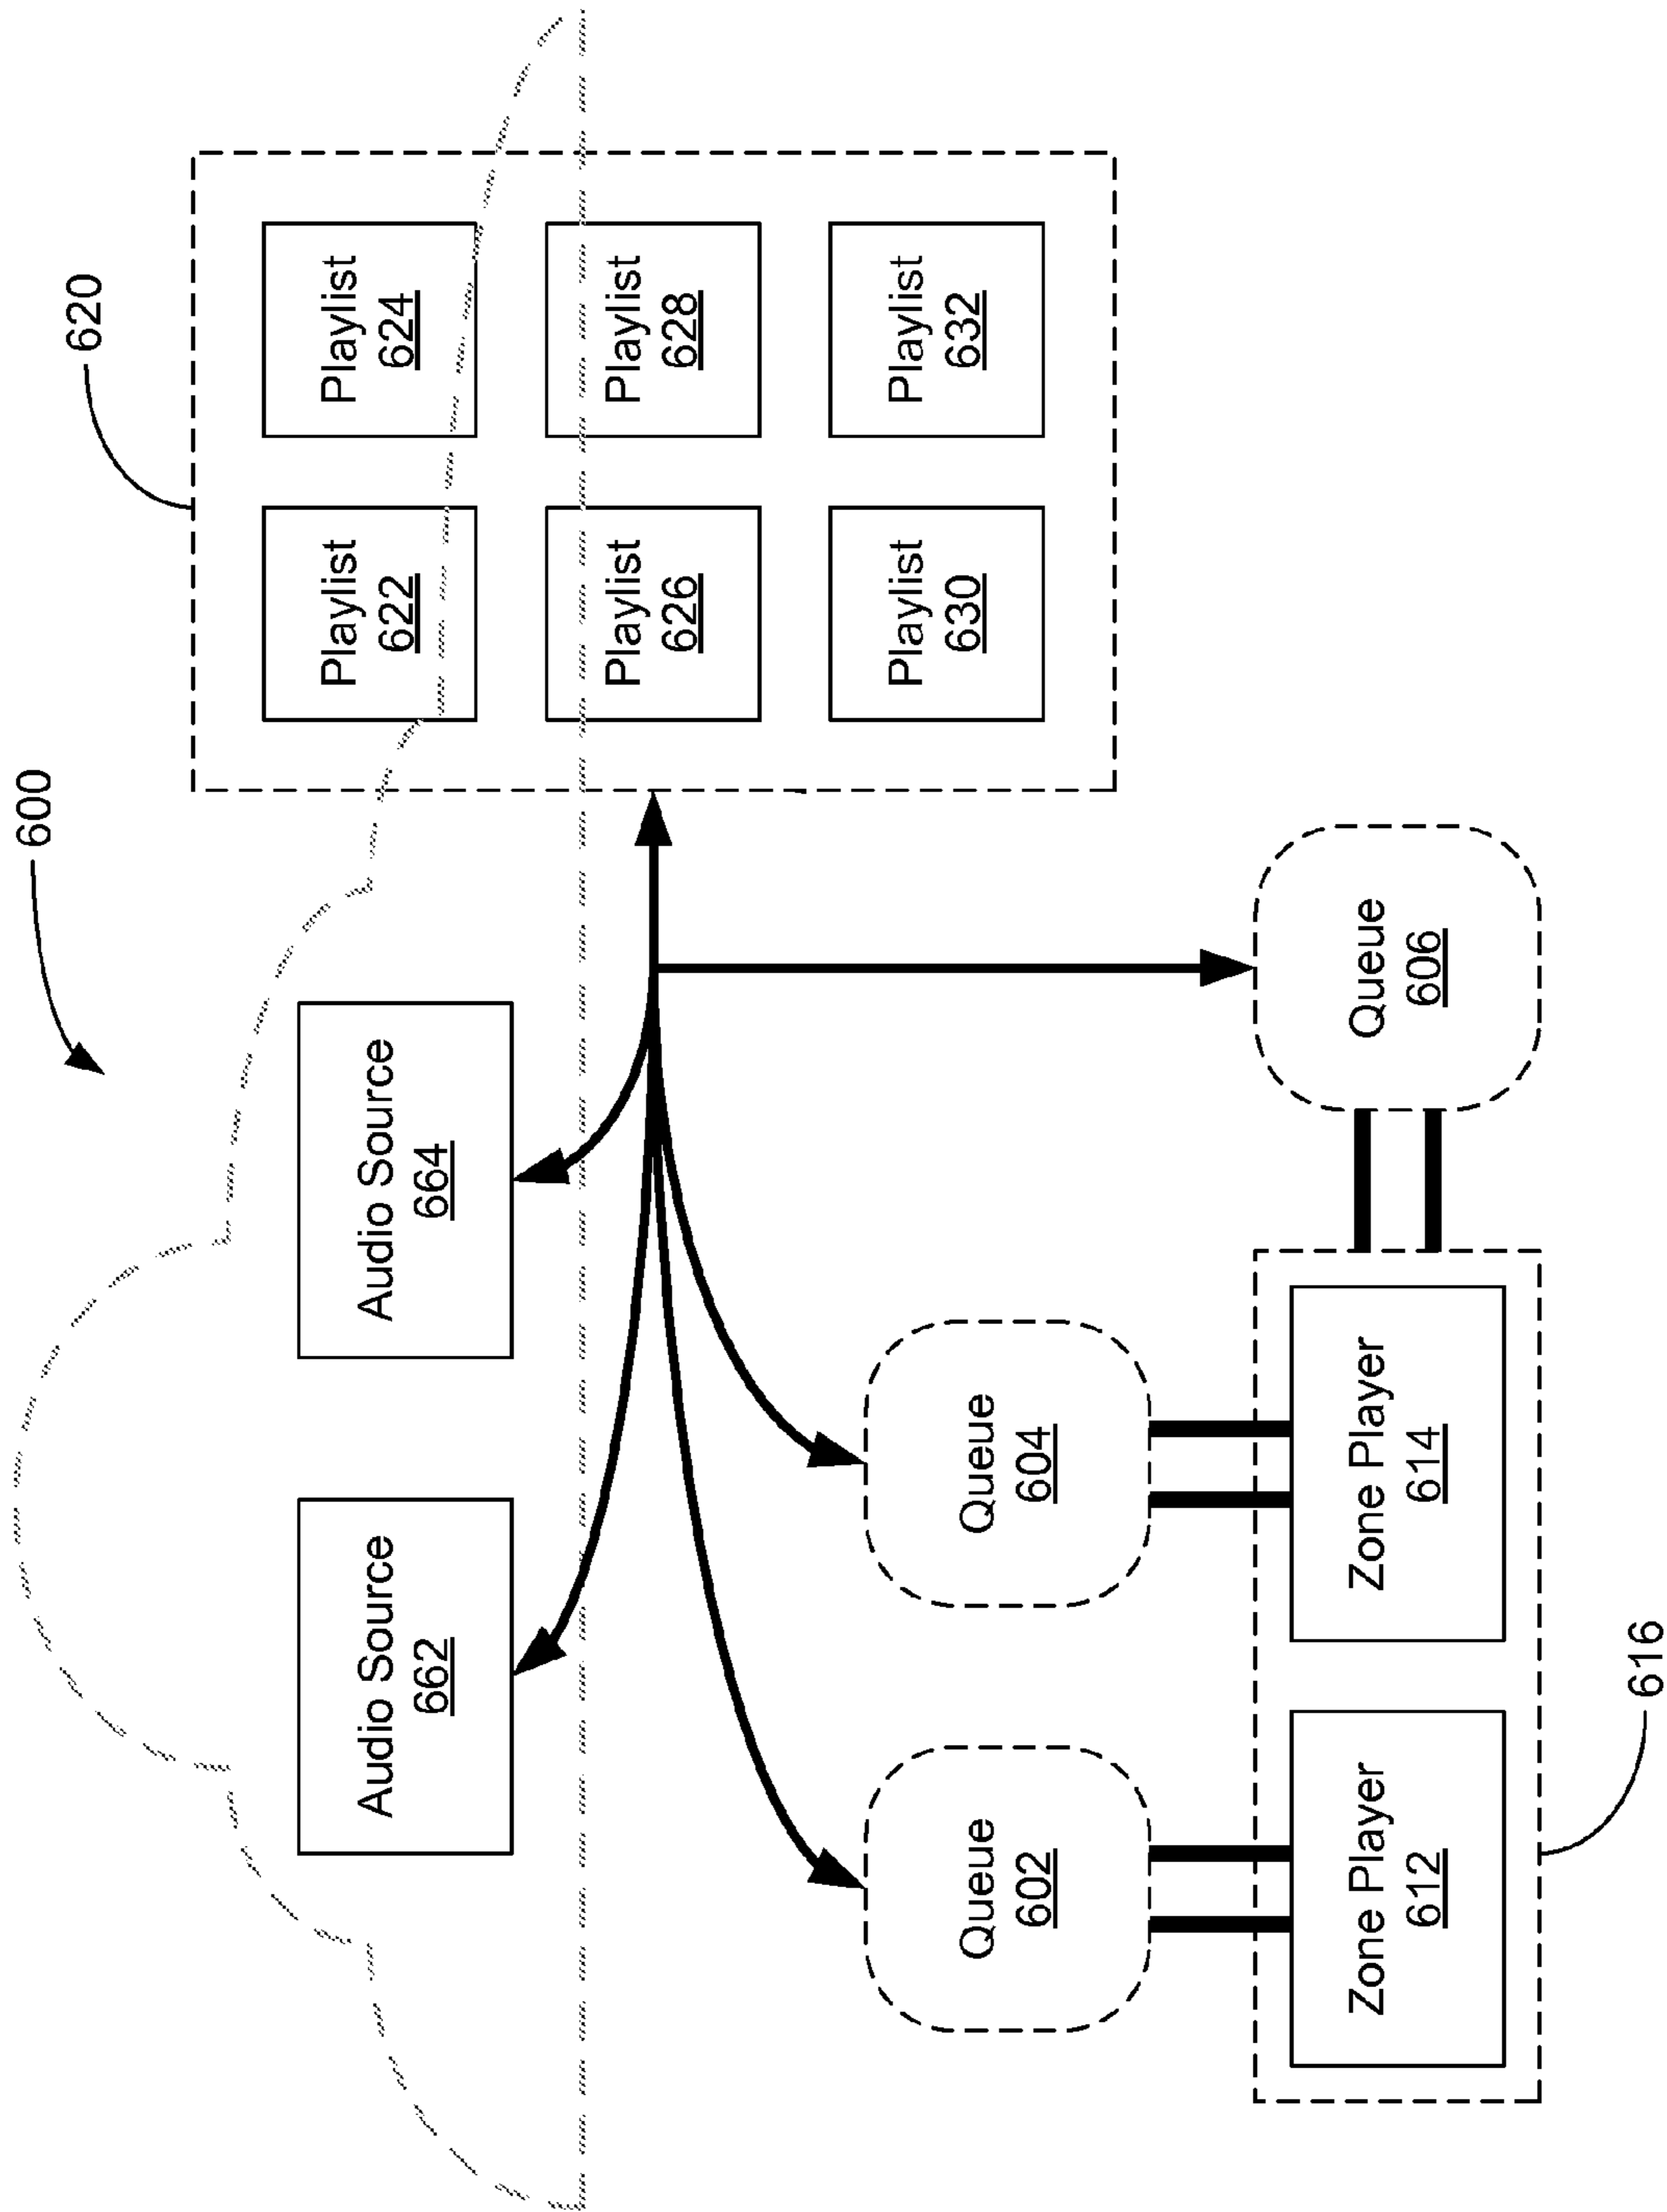 600
620
Audio Source
662
Audio Source
664
Playlist
622
Playlist
624
Playlist
626
Playlist
628
Playlist
630
Playlist
632
Queue
602
Queue
604
Queue
606
Zone Player
612
Zone Player
614
616